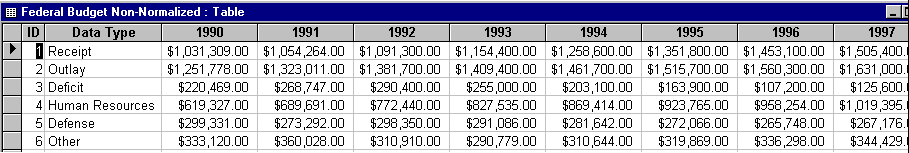 Federal Budget Non-Normalized : Table
ID Data Type 1990 1991 1992 1993 1994 1995 1996 1997
1 Receipt $1,031,309.00 $1,054,264.00 $1,091,300.00 $1,154,400.00 $1,258,600.00 $1,351,800.00 $1,453,100.00 $1,505,400.
2 Outlay $1,251,778.00 $1,323,011.00 $1,381,700.00 $1,409,400.00 $1,461,700.00 $1,515,700.00 $1,560,300.00 $1,631,000.
3 Deficit $220,469.00 $268,747.00 $290,400.00 $255,000.00 $203,100.00 $163,900.00 $107,200.00 $125,600.
4 Human Resources $619,327.00 $689,691.00 $772,440.00 $827,535.00 $869,414.00 $923,765.00 $958,254.00 $1,019,395.
5 Defense $299,331.00 $273,292.00 $298,350.00 $291,086.00 $281,642.00 $272,066.00 $265,748.00 $267,176.
6 Other $333,120.00 $360,028.00 $310,910.00 $290,779.00 $310,644.00 $319,869.00 $336,298.00 $344,429.